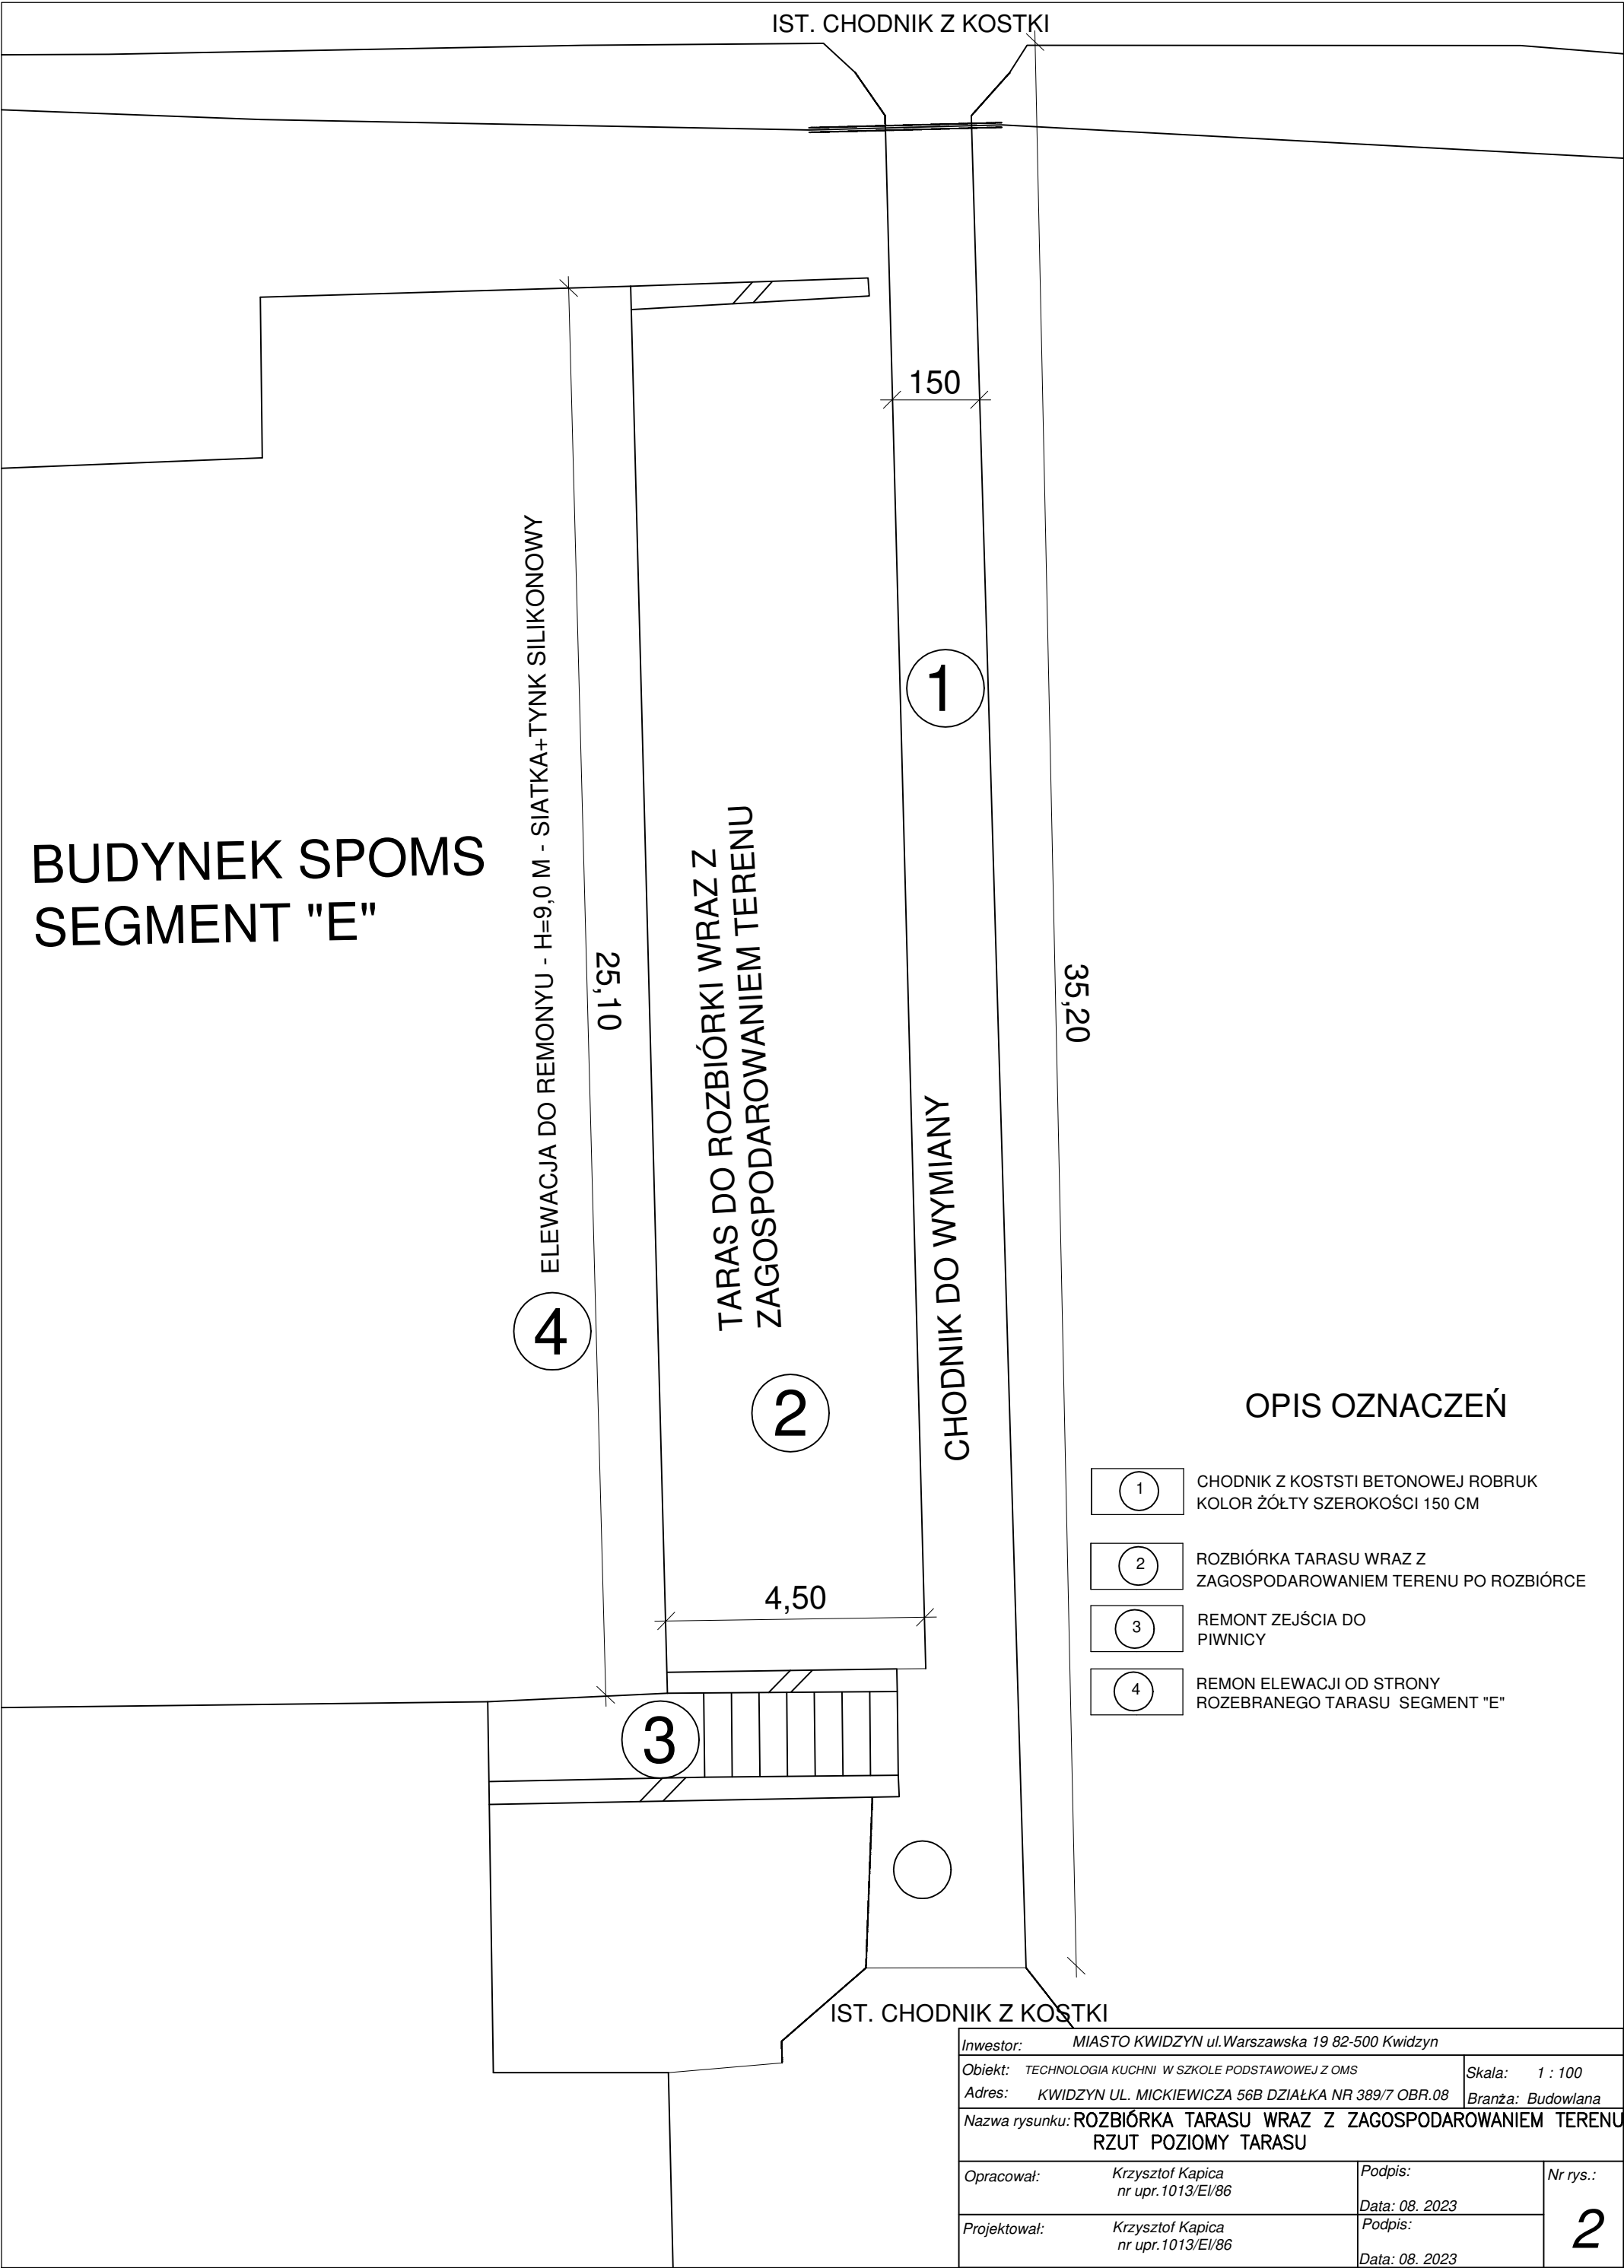 IST. CHODNIK Z KOSTKI
150
1
ELEWACJA DO REMONYU - H=9,0 M - SIATKA+TYNK SILIKONOWY
BUDYNEK SPOMS
SEGMENT "E"
25,10
TARAS DO ROZBIÓRKI WRAZ Z
ZAGOSPODAROWANIEM TERENU
35,20
CHODNIK DO WYMIANY
4
2
OPIS OZNACZEŃ
1
CHODNIK Z KOSTSTI BETONOWEJ ROBRUK
KOLOR ŻÓŁTY SZEROKOŚCI 150 CM
2
ROZBIÓRKA TARASU WRAZ Z
ZAGOSPODAROWANIEM TERENU PO ROZBIÓRCE
4,50
3
REMONT ZEJŚCIA DO
PIWNICY
4
REMON ELEWACJI OD STRONY
ROZEBRANEGO TARASU SEGMENT "E"
3
IST. CHODNIK Z KOSTKI
Inwestor: MIASTO KWIDZYN ul.Warszawska 19 82-500 Kwidzyn
Obiekt: TECHNOLOGIA KUCHNI W SZKOLE PODSTAWOWEJ Z OMS
Skala: 1 : 100
Adres: KWIDZYN UL. MICKIEWICZA 56B DZIAŁKA NR 389/7 OBR.08
Branża: Budowlana
Nazwa rysunku: ROZBIÓRKA TARASU WRAZ Z ZAGOSPODAROWANIEM TERENU
RZUT POZIOMY TARASU
Opracował: Krzysztof Kapica
nr upr.1013/El/86
Podpis:
Data: 08. 2023
Nr rys.:
2
Projektował: Krzysztof Kapica
nr upr.1013/El/86
Podpis:
Data: 08. 2023